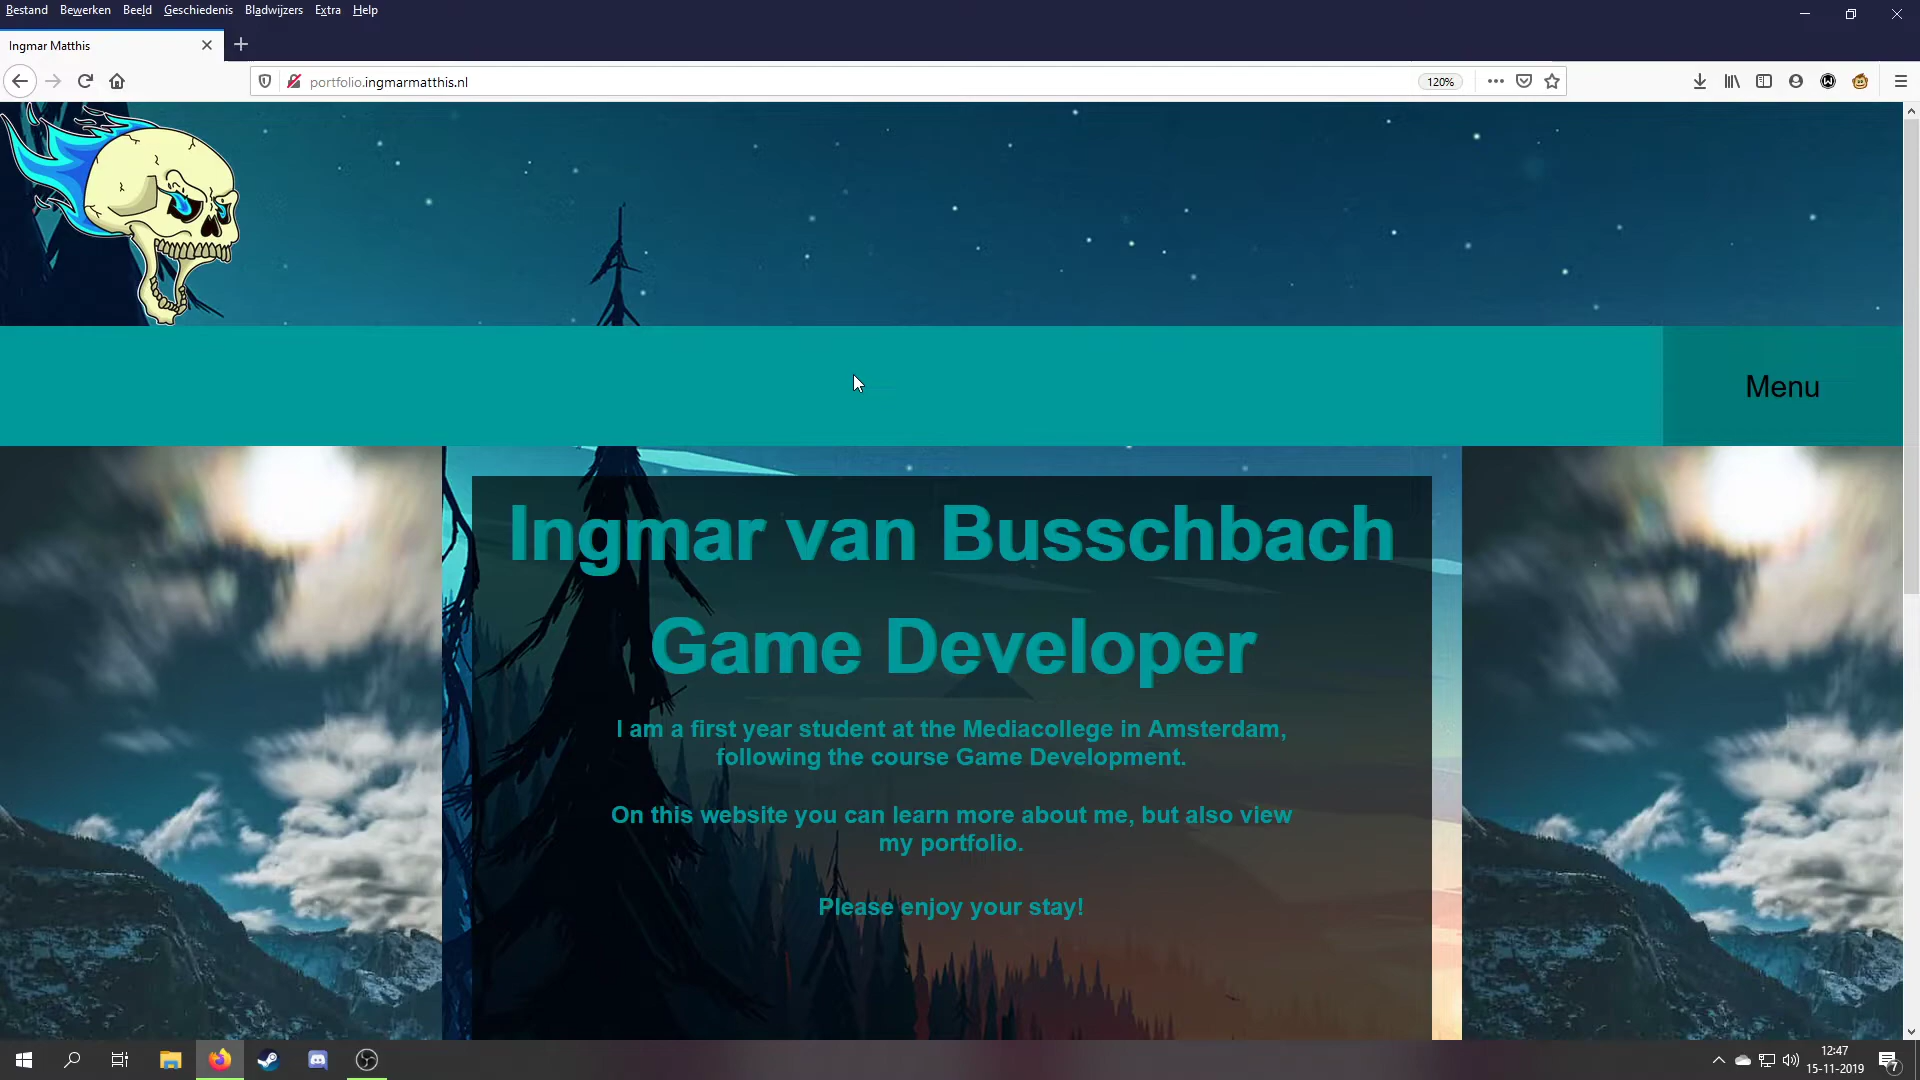 Bestand Bewerken Beeld Geschiedenis Bladwijzers Extra Help
Ingmar Matthis
portfolio.ingmarmatthis.nl
120%
Menu
Ingmar van Busschbach
Game Developer
I am a first year student at the Mediacollege in Amsterdam,
following the course Game Development.
On this website you can learn more about me, but also view
my portfolio.
Please enjoy your stay!
12:47
15-11-2019
7